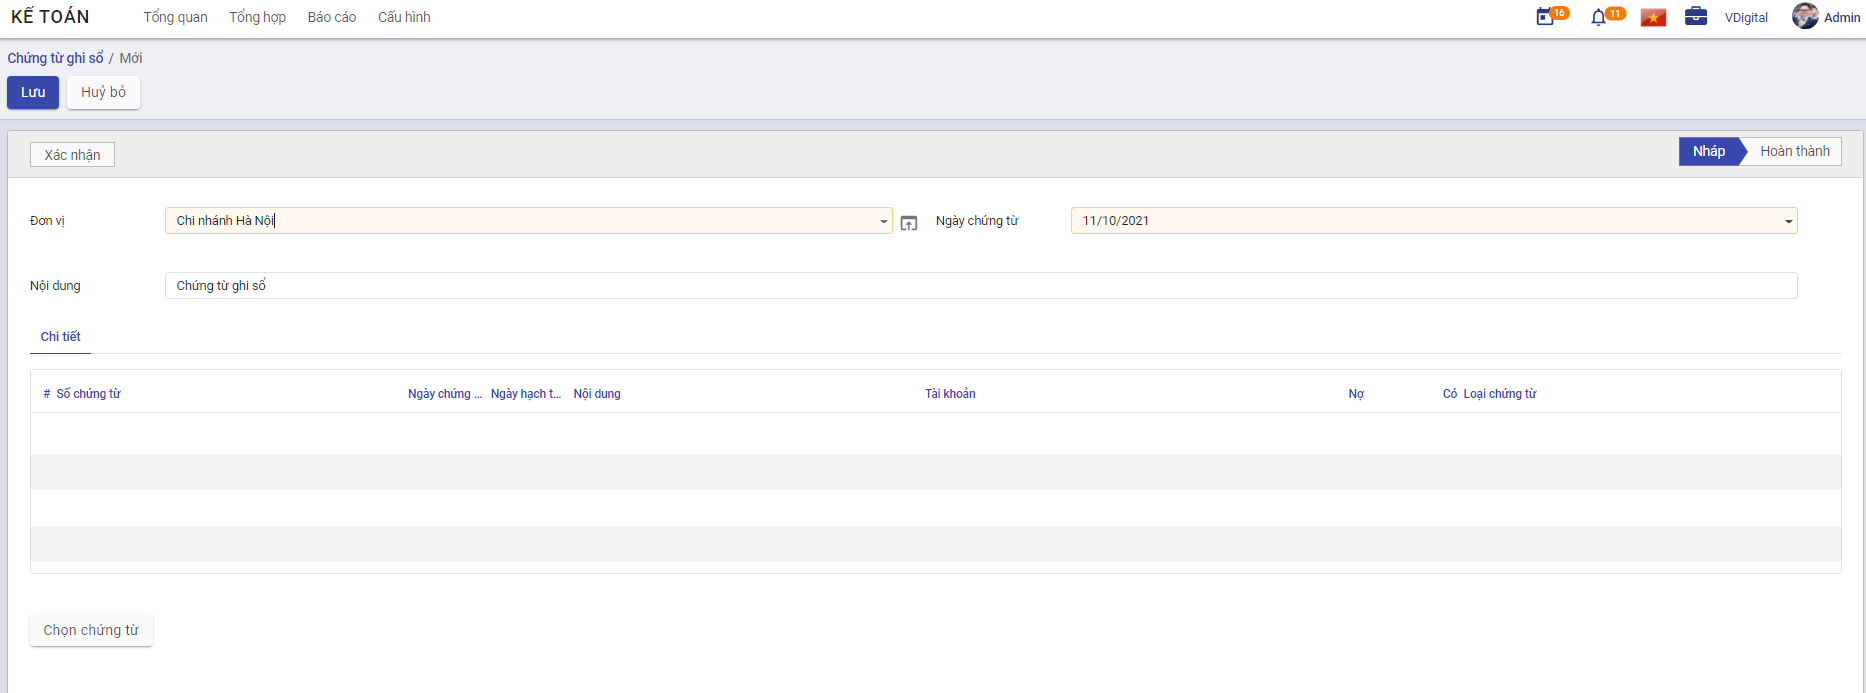 KẾ TOÁN Tổng quan Tổng hợp Báo cáo Cấu hình 16 11 VDigital Admin
Chứng từ ghi sổ / Mới
Lưu Huỷ bỏ
Xác nhận Nháp Hoàn thành
Đơn vị Chi nhánh Hà Nội Ngày chứng từ 11/10/2021
Nội dung Chứng từ ghi sổ
Chi tiết
# Số chứng từ Ngày chứng ... Ngày hạch t... Nội dung Tài khoản Nợ Có Loại chứng từ
Chọn chứng từ